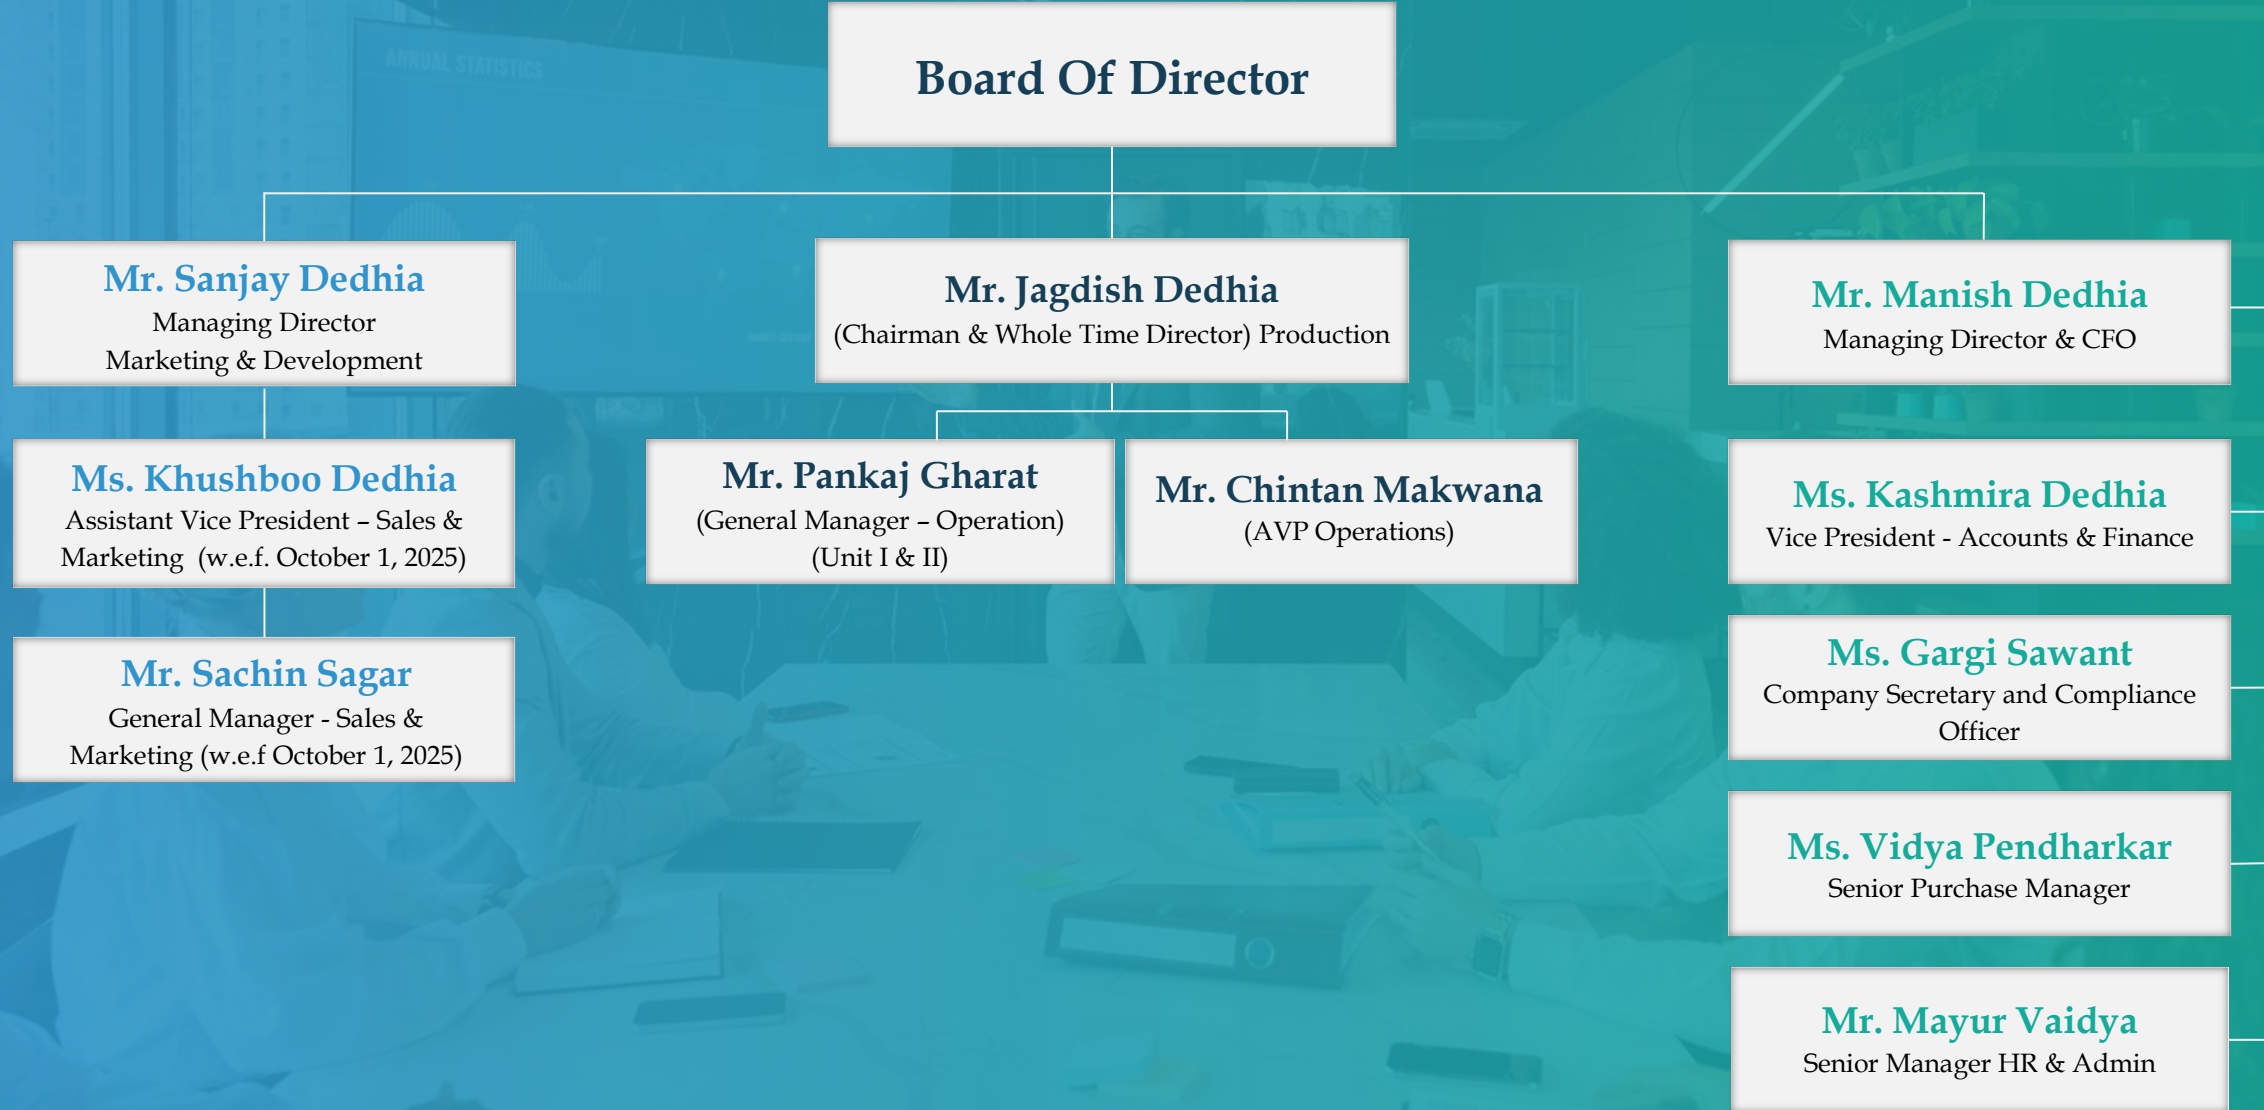 ANNUAL STATISTICS
Board Of Director
Mr. Sanjay Dedhia
Managing Director
Marketing & Development
Mr. Jagdish Dedhia
(Chairman & Whole Time Director) Production
Mr. Manish Dedhia
Managing Director & CFO
Ms. Khushboo Dedhia
Assistant Vice President – Sales &
Marketing (w.e.f. October 1, 2025)
Mr. Pankaj Gharat
(General Manager – Operation)
(Unit I & II)
Mr. Chintan Makwana
(AVP Operations)
Ms. Kashmira Dedhia
Vice President - Accounts & Finance
Mr. Sachin Sagar
General Manager - Sales &
Marketing (w.e.f October 1, 2025)
Ms. Gargi Sawant
Company Secretary and Compliance
Officer
Ms. Vidya Pendharkar
Senior Purchase Manager
Mr. Mayur Vaidya
Senior Manager HR & Admin